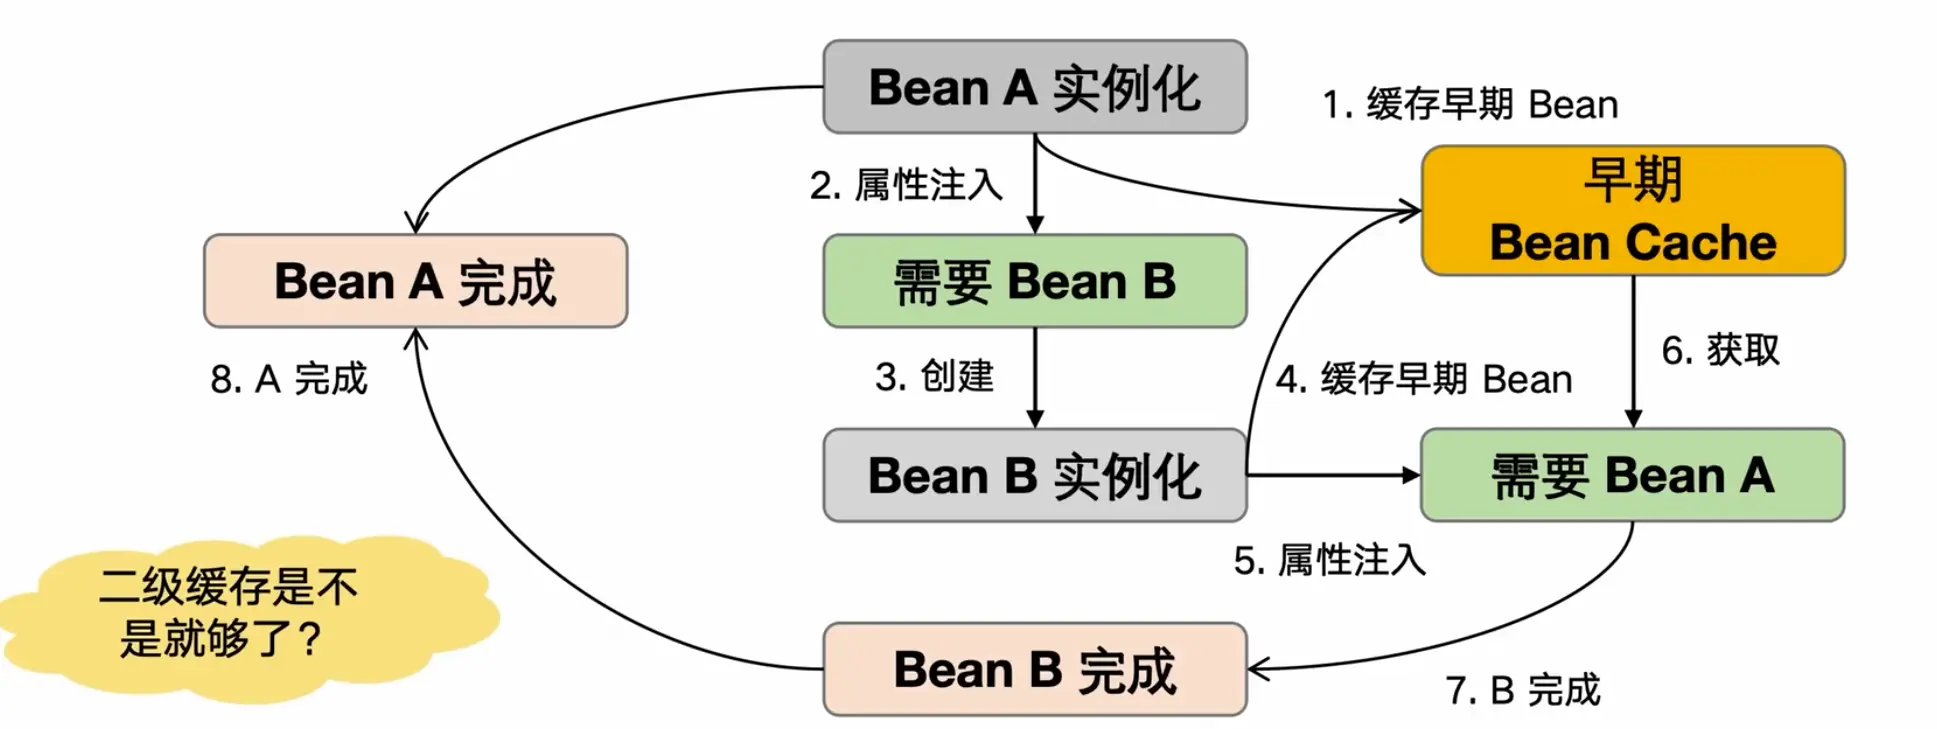 Bean A 实例化
1. 缓存早期 Bean
早期
Bean Cache
2. 属性注入
Bean A 完成
需要 Bean B
8. A 完成
3. 创建
4. 缓存早期 Bean
6. 获取
Bean B 实例化
需要 Bean A
5. 属性注入
二级缓存是不
是就够了？
Bean B 完成
7. B 完成